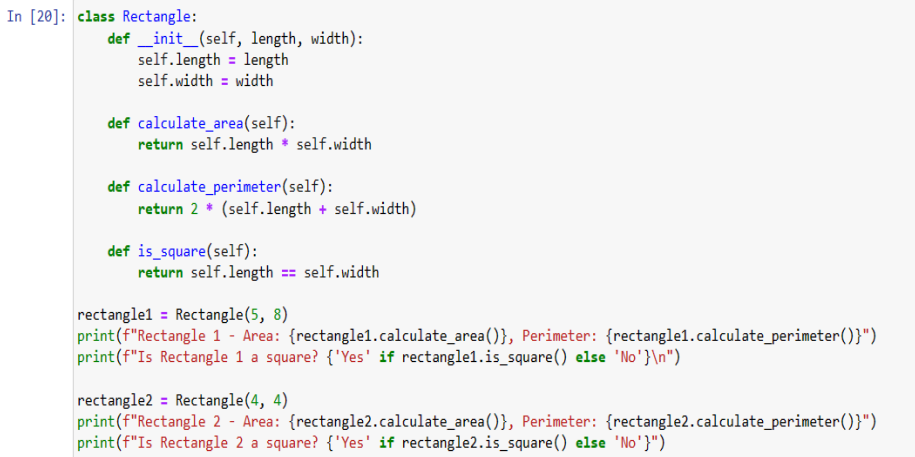 In [20]: class Rectangle:
    def __init__(self, length, width):
        self.length = length
        self.width = width

    def calculate_area(self):
        return self.length * self.width

    def calculate_perimeter(self):
        return 2 * (self.length + self.width)

    def is_square(self):
        return self.length == self.width

rectangle1 = Rectangle(5, 8)
print(f"Rectangle 1 - Area: {rectangle1.calculate_area()}, Perimeter: {rectangle1.calculate_perimeter()}")
print(f"Is Rectangle 1 a square? {'Yes' if rectangle1.is_square() else 'No'}\n")

rectangle2 = Rectangle(4, 4)
print(f"Rectangle 2 - Area: {rectangle2.calculate_area()}, Perimeter: {rectangle2.calculate_perimeter()}")
print(f"Is Rectangle 2 a square? {'Yes' if rectangle2.is_square() else 'No'}")